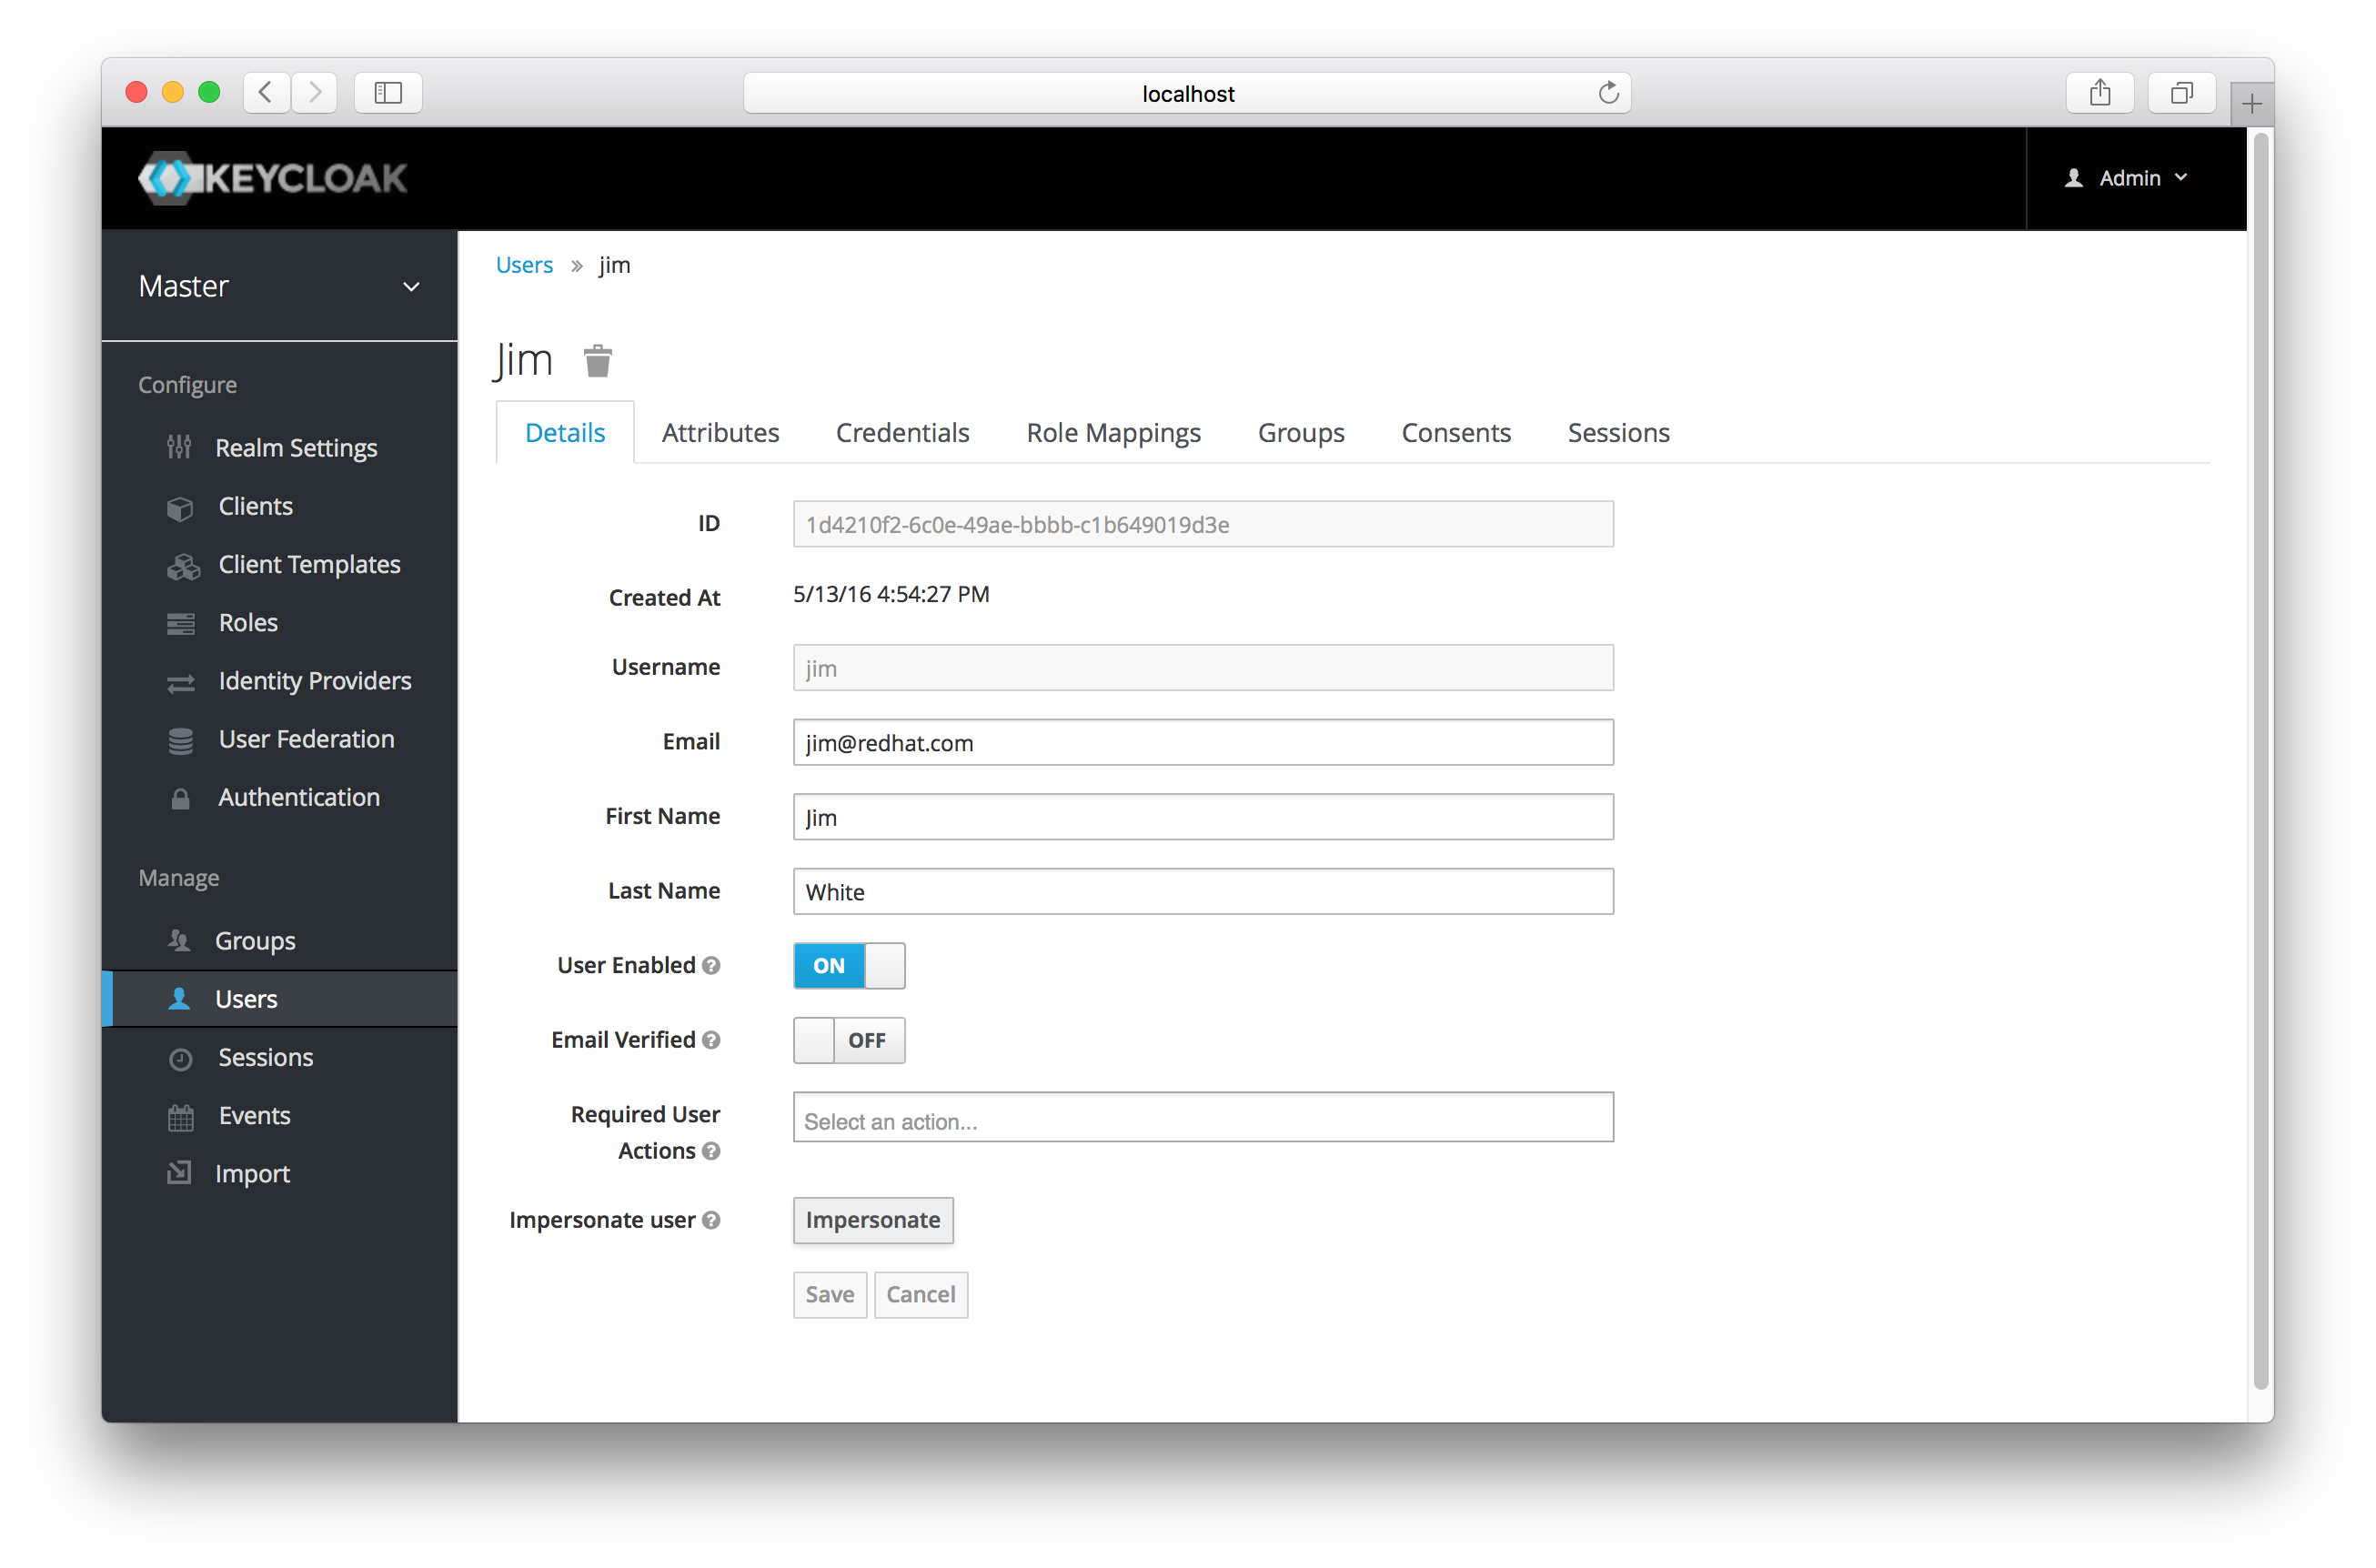 localhost
KEYCLOAK
Admin
Master
Configure
Realm Settings
Clients
Client Templates
Roles
Identity Providers
User Federation
Authentication
Manage
Groups
Users
Sessions
Events
Import
Users » jim
Jim
Details Attributes Credentials Role Mappings Groups Consents Sessions
ID 1d4210f2-6c0e-49ae-bbbb-c1b649019d3e
Created At 5/13/16 4:54:27 PM
Username jim
Email jim@redhat.com
First Name Jim
Last Name White
User Enabled ? ON
Email Verified ? OFF
Required User
Actions ? Select an action...
Impersonate user ? Impersonate
Save Cancel